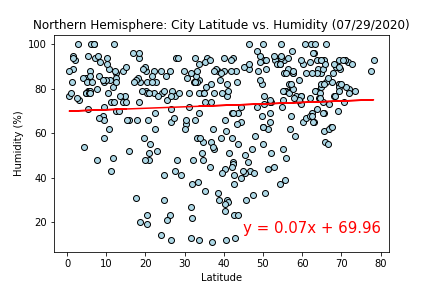 Northern Hemisphere: City Latitude vs. Humidity (07/29/2020)
100
80
60
40
20
Humidity (%)
y = 0.07x + 69.96
0 10 20 30 40 50 60 70 80
Latitude